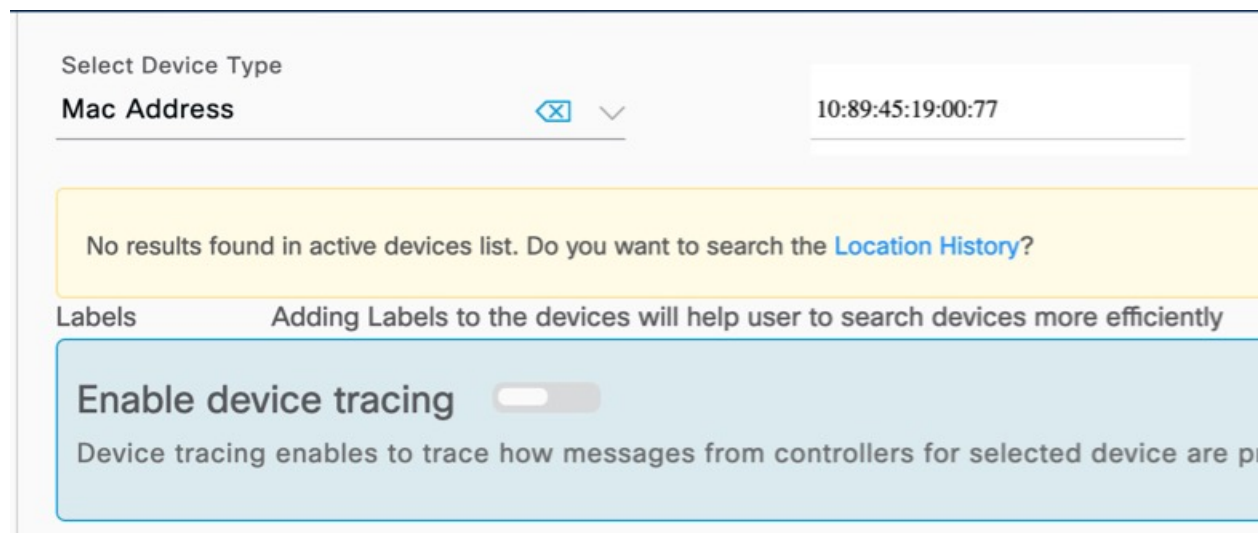 Select Device Type
Mac Address
10:89:45:19:00:77
No results found in active devices list. Do you want to search the Location History?
Labels Adding Labels to the devices will help user to search devices more efficiently
Enable device tracing
Device tracing enables to trace how messages from controllers for selected device are